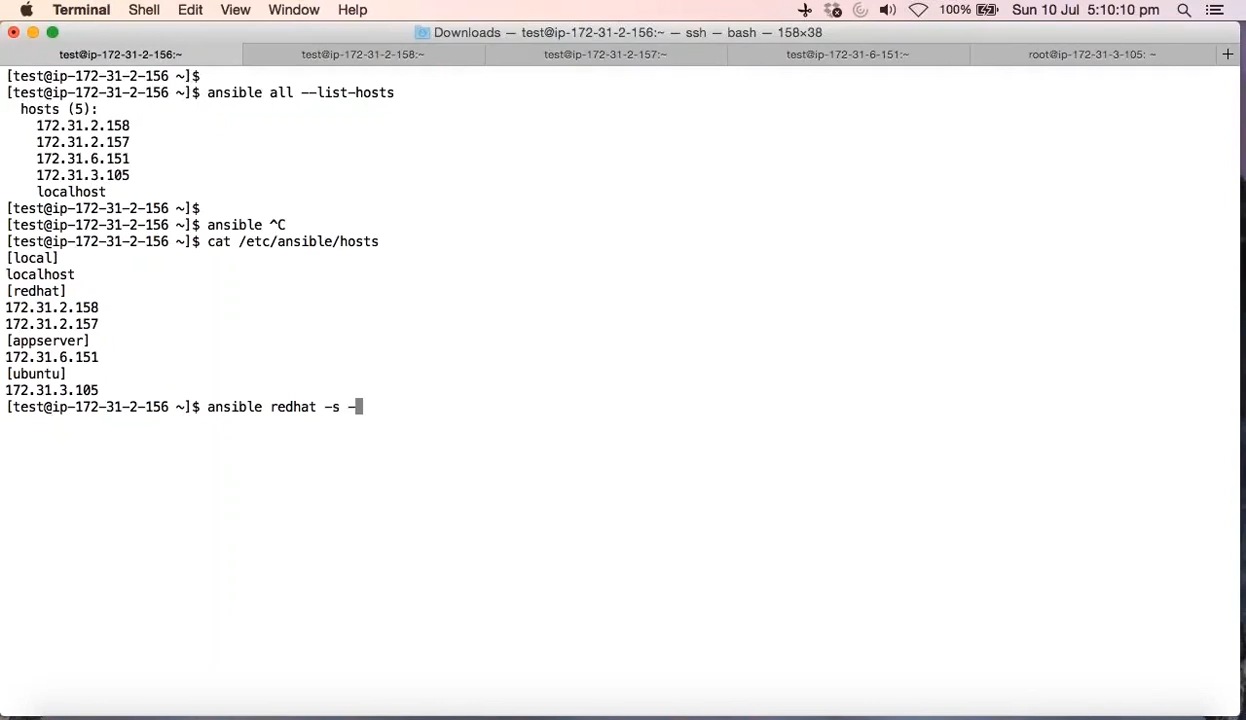 Terminal Shell Edit View Window Help 100% Sun 10 Jul 5:10:10 pm
Downloads — test@ip-172-31-2-156:~ — ssh — bash — 158×38
test@ip-172-31-2-156:~ test@ip-172-31-2-158:~ test@ip-172-31-2-157:~ test@ip-172-31-6-151:~ root@ip-172-31-3-105: ~ +
[test@ip-172-31-2-156 ~]$
[test@ip-172-31-2-156 ~]$ ansible all --list-hosts
hosts (5):
172.31.2.158
172.31.2.157
172.31.6.151
172.31.3.105
localhost
[test@ip-172-31-2-156 ~]$
[test@ip-172-31-2-156 ~]$ ansible ^C
[test@ip-172-31-2-156 ~]$ cat /etc/ansible/hosts
[local]
localhost
[redhat]
172.31.2.158
172.31.2.157
[appserver]
172.31.6.151
[ubuntu]
172.31.3.105
[test@ip-172-31-2-156 ~]$ ansible redhat -s -